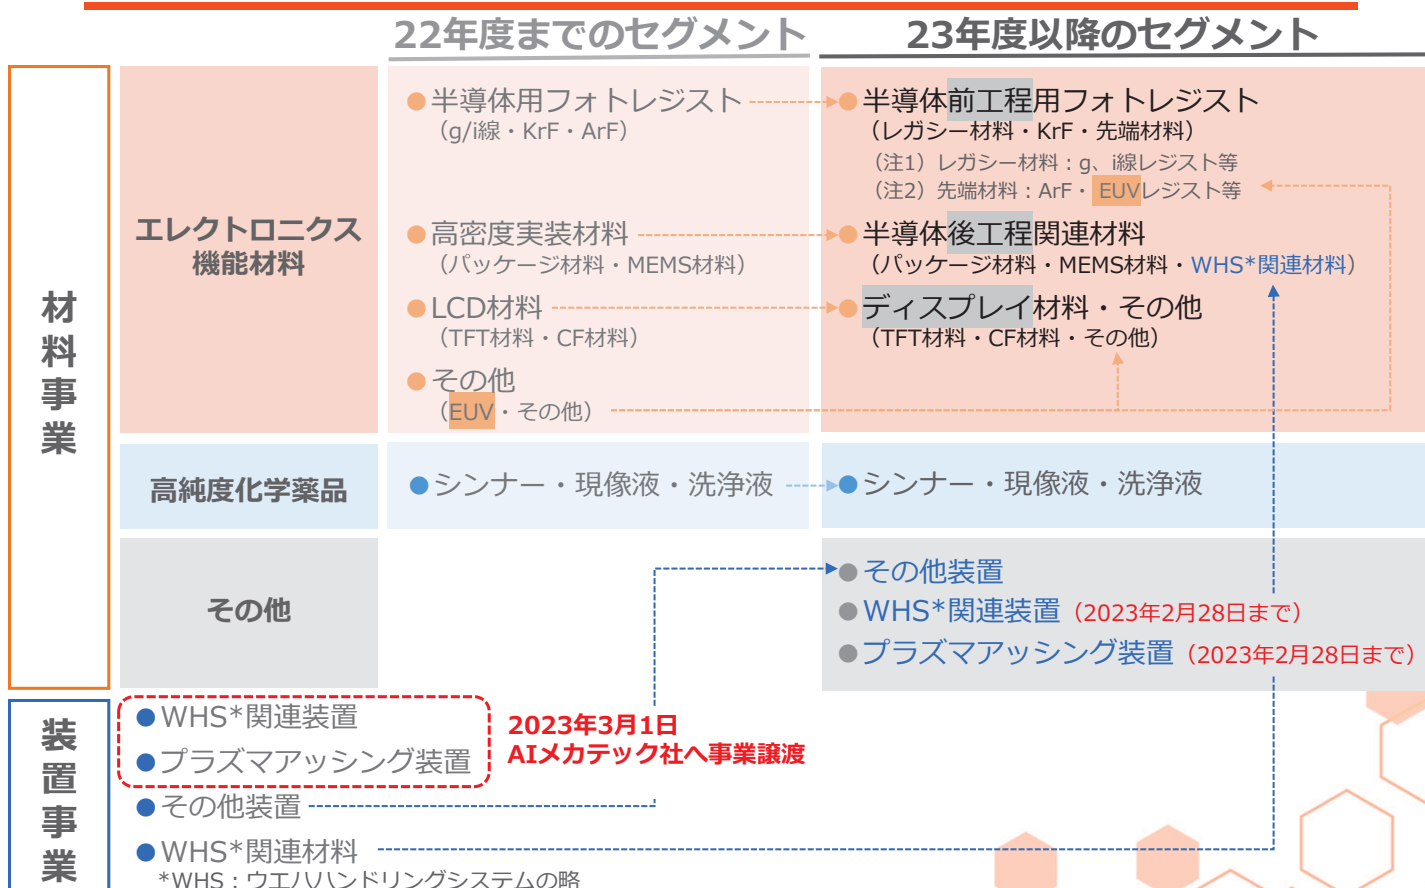 22年度までのセグメント
23年度以降のセグメント
材料事業
エレクトロニクス
機能材料
●半導体用フォトレジスト
（g/i線・KrF・ArF）
●高密度実装材料
（パッケージ材料・MEMS材料）
●LCD材料
（TFT材料・CF材料）
●その他
（EUV・その他）
●半導体前工程用フォトレジスト
（レガシー材料・KrF・先端材料）
（注1）レガシー材料：g、i線レジスト等
（注2）先端材料：ArF・EUVレジスト等
●半導体後工程関連材料
（パッケージ材料・MEMS材料・WHS*関連材料）
●ディスプレイ材料・その他
（TFT材料・CF材料・その他）
高純度化学薬品
●シンナー・現像液・洗浄液
●シンナー・現像液・洗浄液
その他
●その他装置
●WHS*関連装置（2023年2月28日まで）
●プラズマアッシング装置（2023年2月28日まで）
装置事業
●WHS*関連装置
●プラズマアッシング装置
2023年3月1日
AIメカテック社へ事業譲渡
●その他装置
●WHS*関連材料
*WHS：ウエハハンドリングシステムの略